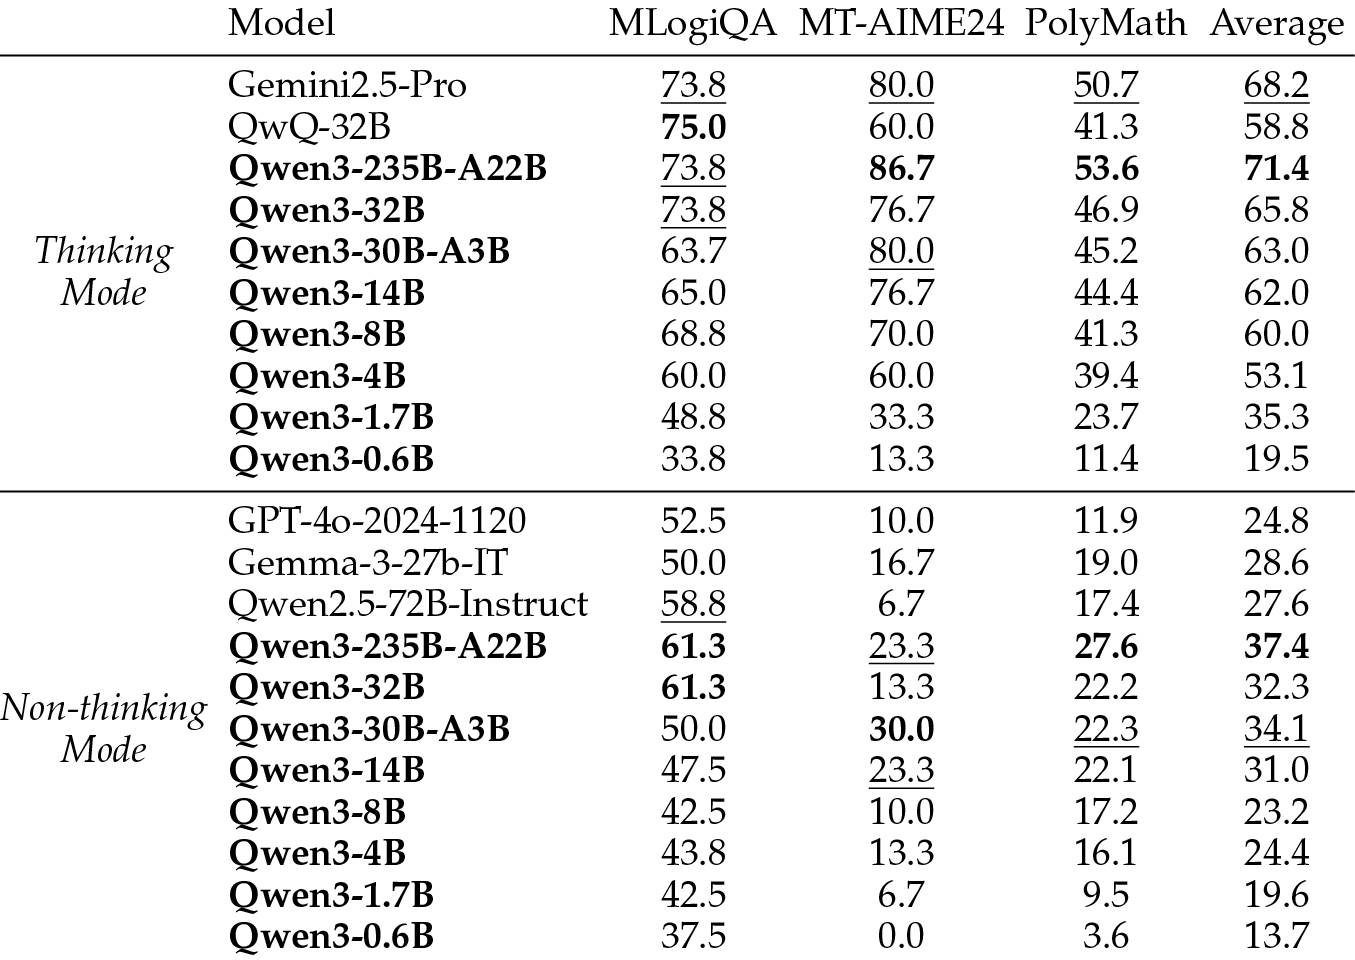 Model MLogiQA MT-AIME24 PolyMath Average
Thinking Mode
Gemini2.5-Pro 73.8 80.0 50.7 68.2
QwQ-32B 75.0 60.0 41.3 58.8
Qwen3-235B-A22B 73.8 86.7 53.6 71.4
Qwen3-32B 73.8 76.7 46.9 65.8
Qwen3-30B-A3B 63.7 80.0 45.2 63.0
Qwen3-14B 65.0 76.7 44.4 62.0
Qwen3-8B 68.8 70.0 41.3 60.0
Qwen3-4B 60.0 60.0 39.4 53.1
Qwen3-1.7B 48.8 33.3 23.7 35.3
Qwen3-0.6B 33.8 13.3 11.4 19.5
Non-thinking Mode
GPT-4o-2024-1120 52.5 10.0 11.9 24.8
Gemma-3-27b-IT 50.0 16.7 19.0 28.6
Qwen2.5-72B-Instruct 58.8 6.7 17.4 27.6
Qwen3-235B-A22B 61.3 23.3 27.6 37.4
Qwen3-32B 61.3 13.3 22.2 32.3
Qwen3-30B-A3B 50.0 30.0 22.3 34.1
Qwen3-14B 47.5 23.3 22.1 31.0
Qwen3-8B 42.5 10.0 17.2 23.2
Qwen3-4B 43.8 13.3 16.1 24.4
Qwen3-1.7B 42.5 6.7 9.5 19.6
Qwen3-0.6B 37.5 0.0 3.6 13.7